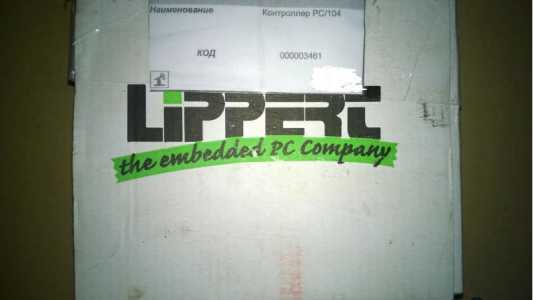 Наименование Контроллер PC/104
КОД 000003461
LiPPERT
the embedded PC Company